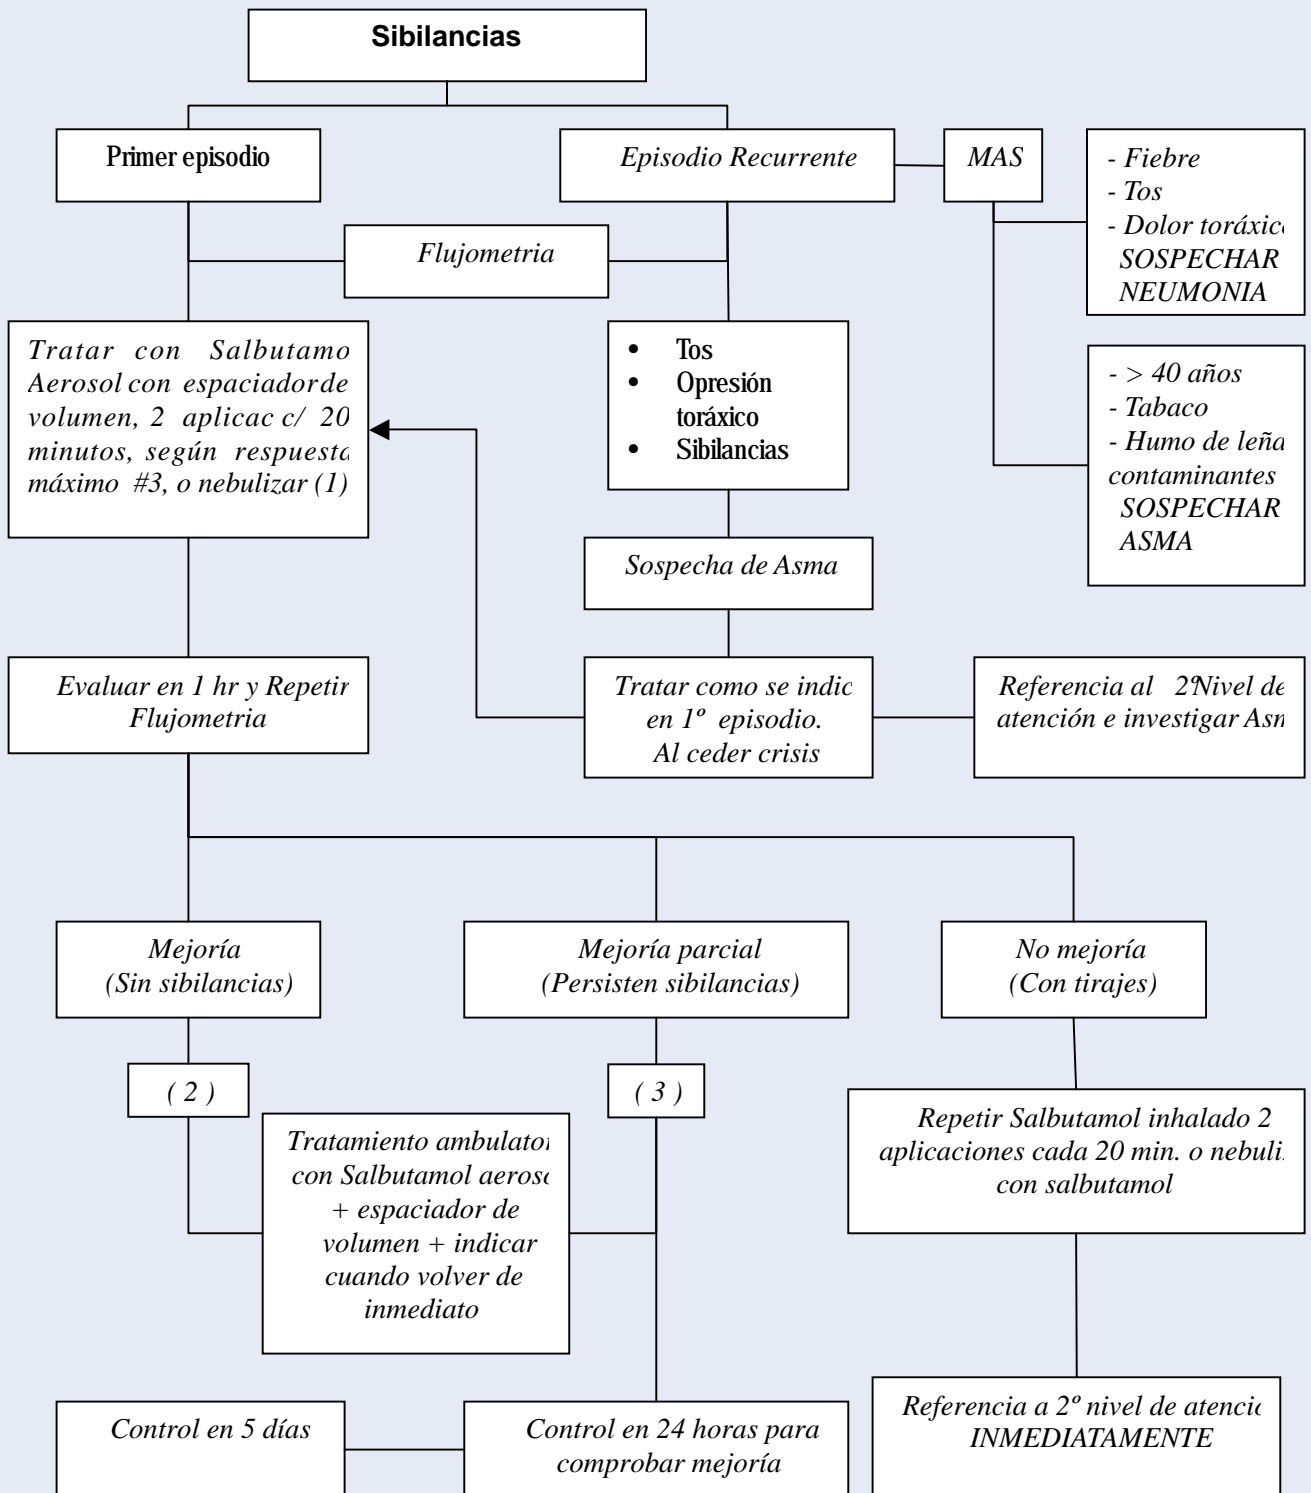 Sibilancias
Primer episodio
Episodio Recurrente
MAS
- Fiebre
- Tos
- Dolor toráxic
SOSPECHAR
NEUMONIA
Flujometria
Tratar con Salbutamo
Aerosol con espaciador de
volumen, 2 aplicac c/ 20
minutos, según respuesta
máximo #3, o nebulizar (1)
• Tos
• Opresión
toráxico
• Sibilancias
- > 40 años
- Tabaco
- Humo de leña
contaminantes
SOSPECHAR
ASMA
Sospecha de Asma
Evaluar en 1 hr y Repetir
Flujometria
Tratar como se indic
en 1º episodio.
Al ceder crisis
Referencia al 2º Nivel de
atención e investigar Asm
Mejoría
(Sin sibilancias)
Mejoría parcial
(Persisten sibilancias)
No mejoría
(Con tirajes)
( 2 )
( 3 )
Tratamiento ambulator
con Salbutamol aeroso
+ espaciador de
volumen + indicar
cuando volver de
inmediato
Repetir Salbutamol inhalado 2
aplicaciones cada 20 min. o nebuli
con salbutamol
Control en 5 días
Control en 24 horas para
comprobar mejoría
Referencia a 2º nivel de atenció
INMEDIATAMENTE